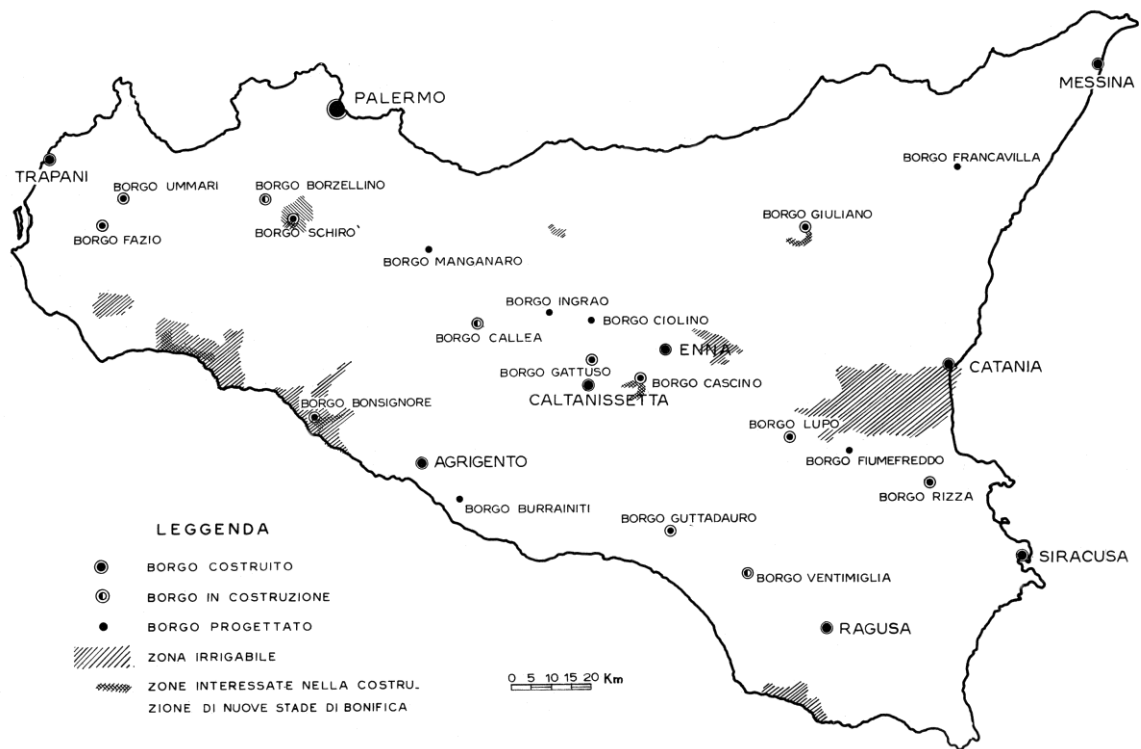 PALERMO
MESSINA
TRAPANI
BORGO FRANCAVILLA
BORGO UMMARI
BORGO BORZELLINO
BORGO GIULIANO
BORGO FAZIO
BORGO SCHIRO'
BORGO MANGANARO
BORGO INGRAO
BORGO CIOLINO
BORGO CALLEA
ENNA
CATANIA
BORGO GATTUSO
BORGO CASCINO
CALTANISSETTA
BORGO BONSIGNORE
BORGO LUPO
BORGO FIUMEFREDDO
AGRIGENTO
BORGO RIZZA
BORGO BURRAINITI
BORGO GUTTADAURO
SIRACUSA
BORGO VENTIMIGLIA
RAGUSA
LEGGENDA
BORGO COSTRUITO
BORGO IN COSTRUZIONE
BORGO PROGETTATO
ZONA IRRIGABILE
ZONE INTERESSATE NELLA COSTRU-
ZIONE DI NUOVE STADE DI BONIFICA
0 5 10 15 20 Km